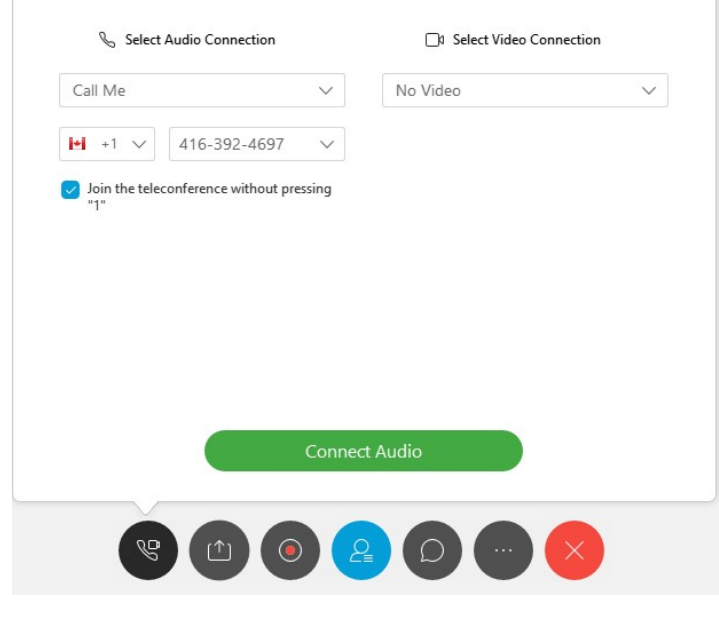 Select Audio Connection
Select Video Connection
Call Me
No Video
+1
416-392-4697
Join the teleconference without pressing
"1"
Connect Audio